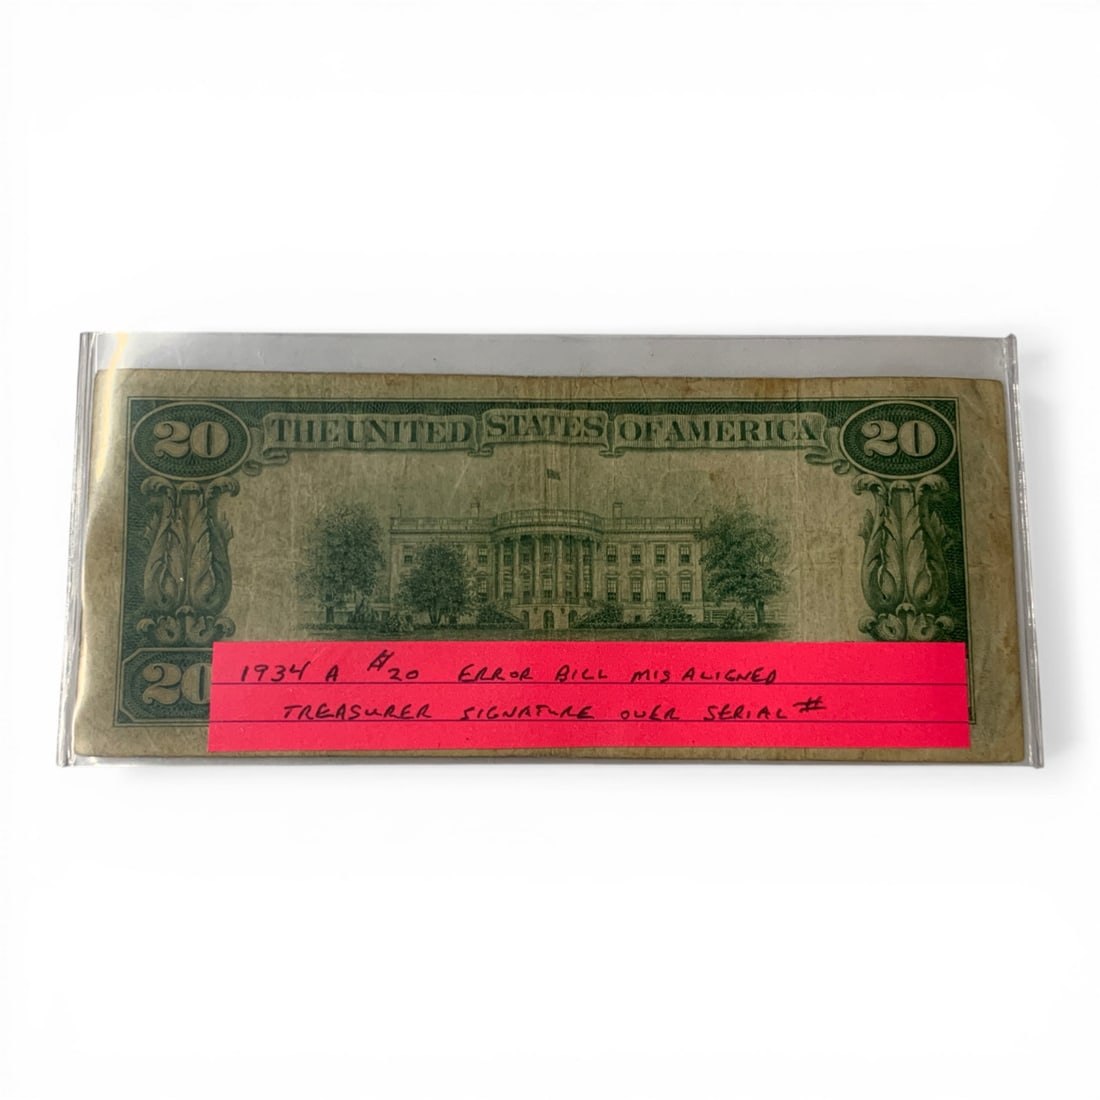 20 THE UNITED STATES OF AMERICA 20
20
1934 A $20 ERROR BILL MISALIGNED
TREASURER SIGNATURE OVER SERIAL #